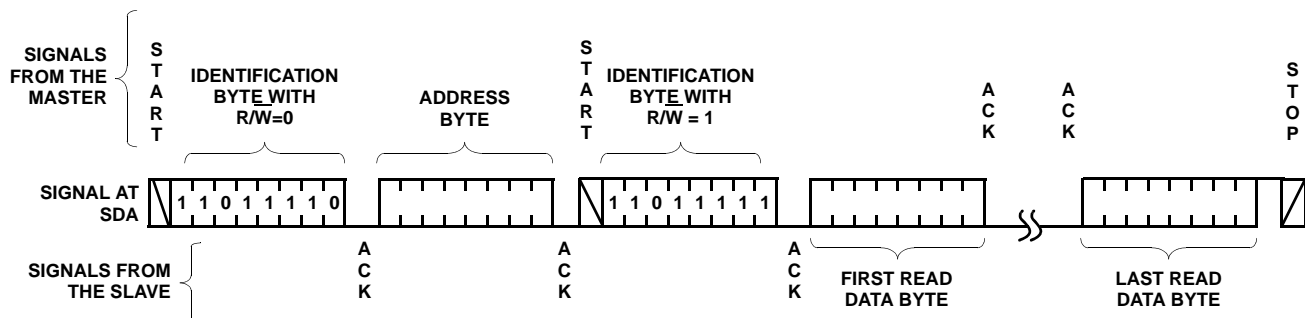 SIGNALS
FROM THE
MASTER
START
IDENTIFICATION
BYTE WITH
R/W=0
ADDRESS
BYTE
START
IDENTIFICATION
BYTE WITH
R/W = 1
ACK
ACK
STOP
SIGNAL AT
SDA
1 1 0 1 1 1 1 0
1 1 0 1 1 1 1 1
SIGNALS FROM
THE SLAVE
ACK
ACK
ACK
FIRST READ
DATA BYTE
LAST READ
DATA BYTE